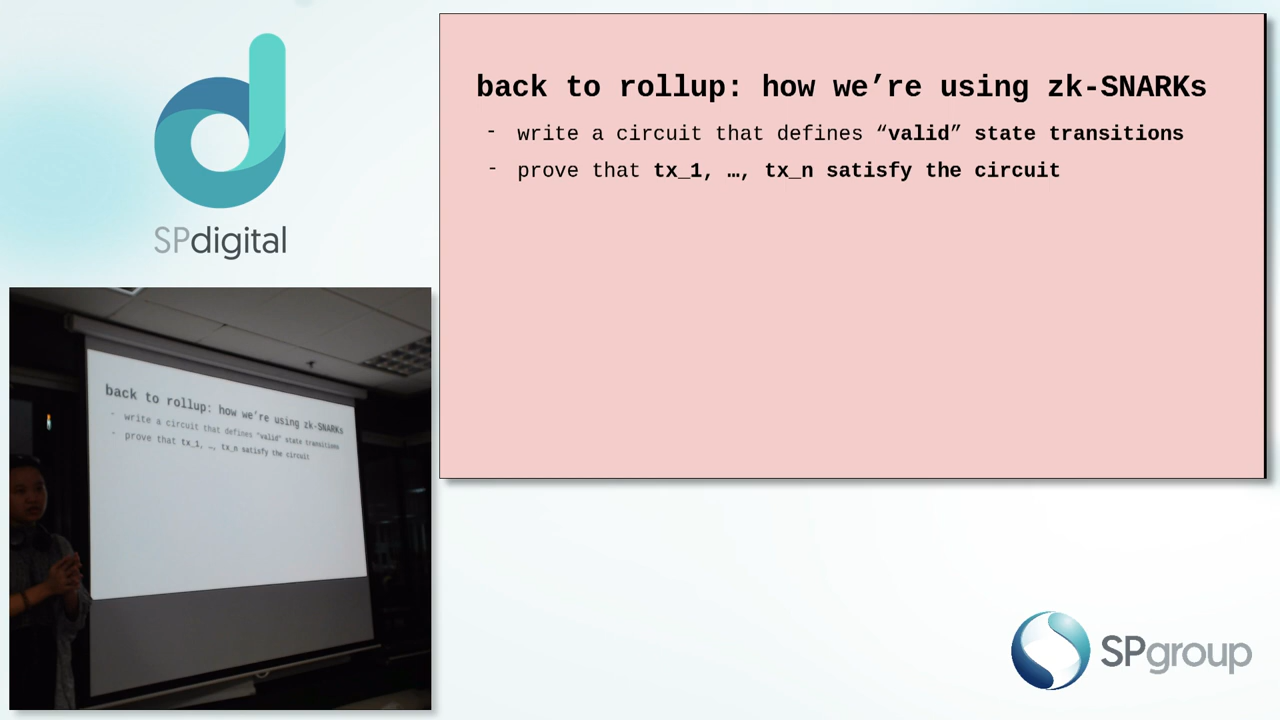 SPdigital
back to rollup: how we’re using zk-SNARKs
- write a circuit that defines “valid” state transitions
- prove that tx_1, …, tx_n satisfy the circuit
back to rollup: how we’re using zk-SNARKs
- write a circuit that defines “valid” state transitions
- prove that tx_1, …, tx_n satisfy the circuit
SPgroup